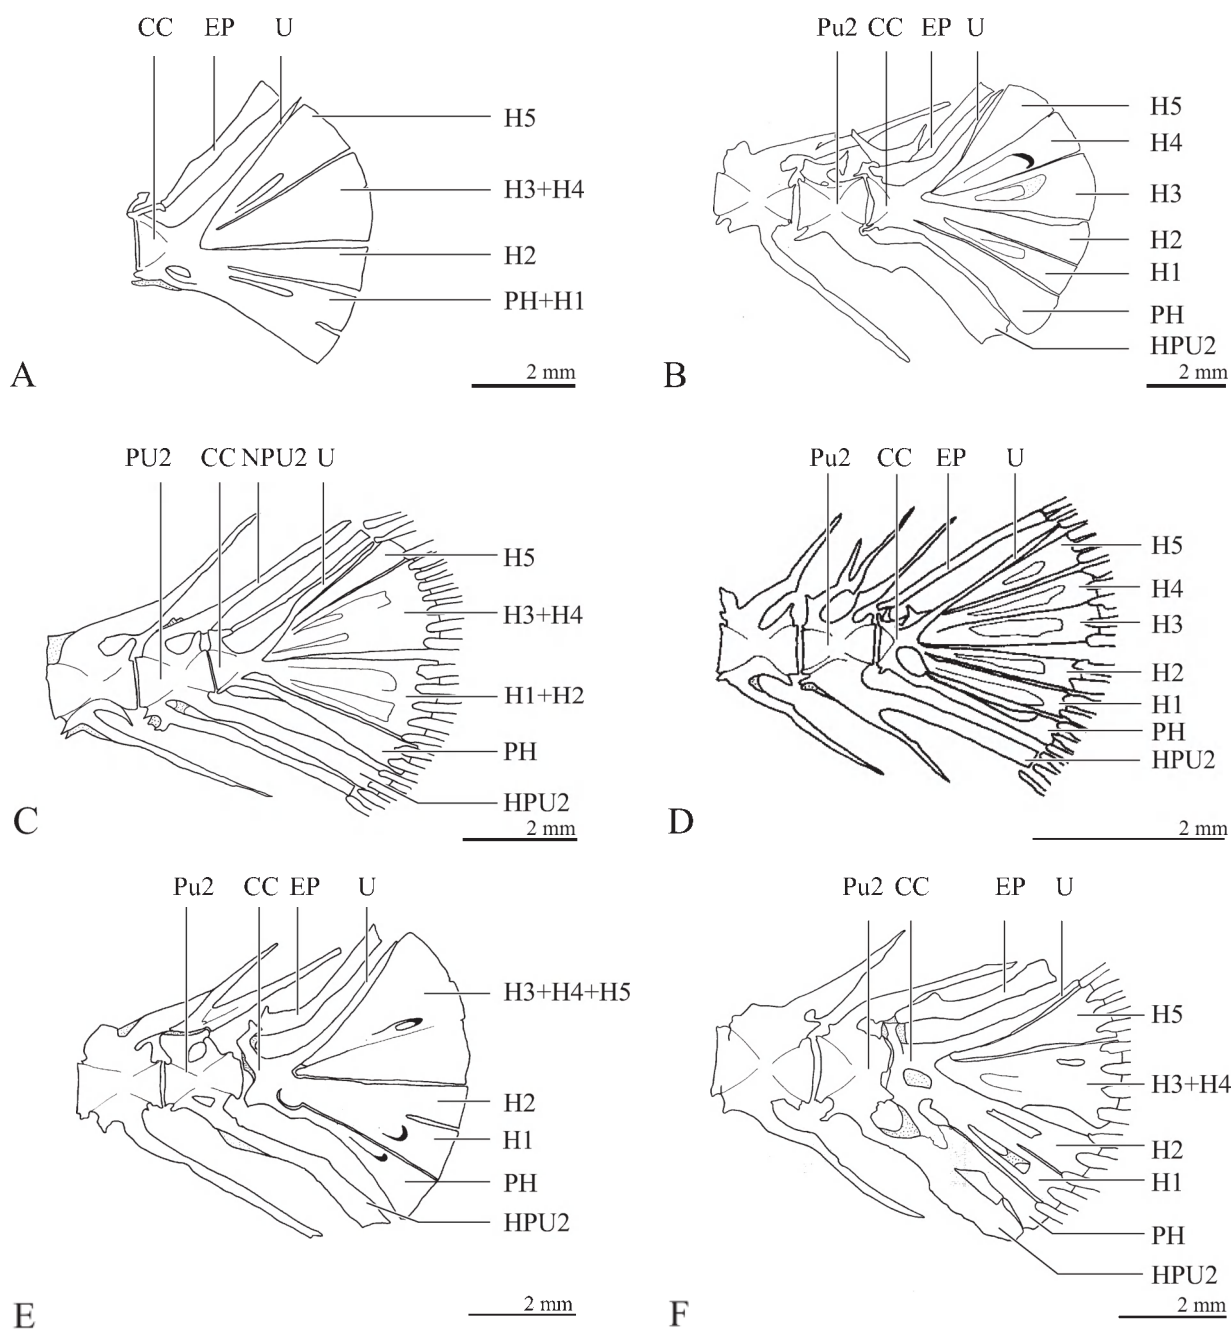 CC EP U
H5
H3+H4
H2
PH+H1
A
2 mm
Pu2 CC EP U
H5
H4
H3
H2
H1
PH
HPU2
B
2 mm
PU2 CC NPU2 U
H5
H3+H4
H1+H2
PH
HPU2
C
2 mm
Pu2 CC EP U
H5
H4
H3
H2
H1
PH
HPU2
D
2 mm
Pu2 CC EP U
H3+H4+H5
H2
H1
PH
HPU2
E
2 mm
Pu2 CC EP U
H5
H3+H4
H2
H1
PH
HPU2
F
2 mm